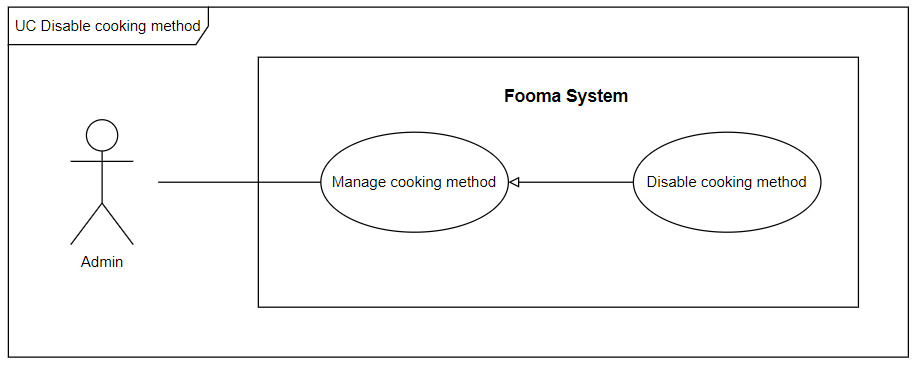 UC Disable cooking method
Fooma System
Manage cooking method
Disable cooking method
Admin